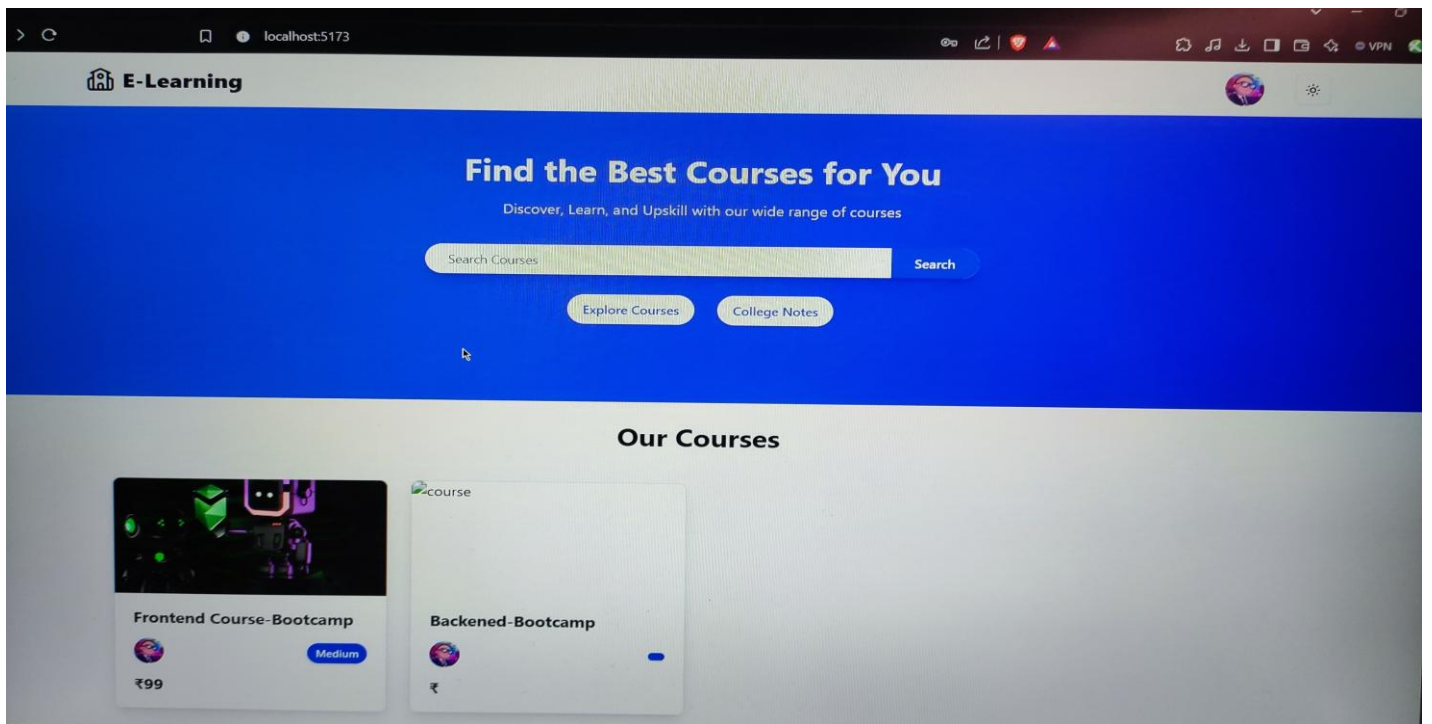 localhost:5173
VPN
E-Learning
Find the Best Courses for You
Discover, Learn, and Upskill with our wide range of courses
Search Courses
Search
Explore Courses
College Notes
Our Courses
course
Frontend Course-Bootcamp
Backened-Bootcamp
Medium
₹99
₹